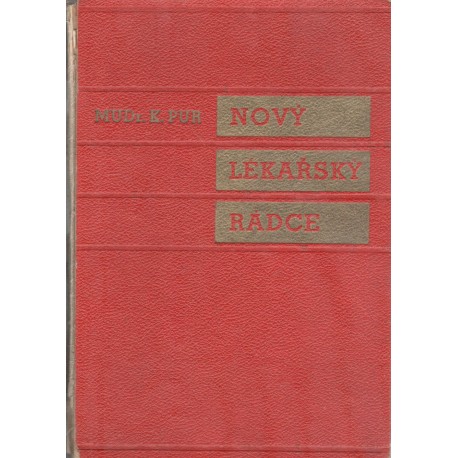 MUDr. K. PUR NOVÝ
LÉKAŘSKÝ
RÁDCE